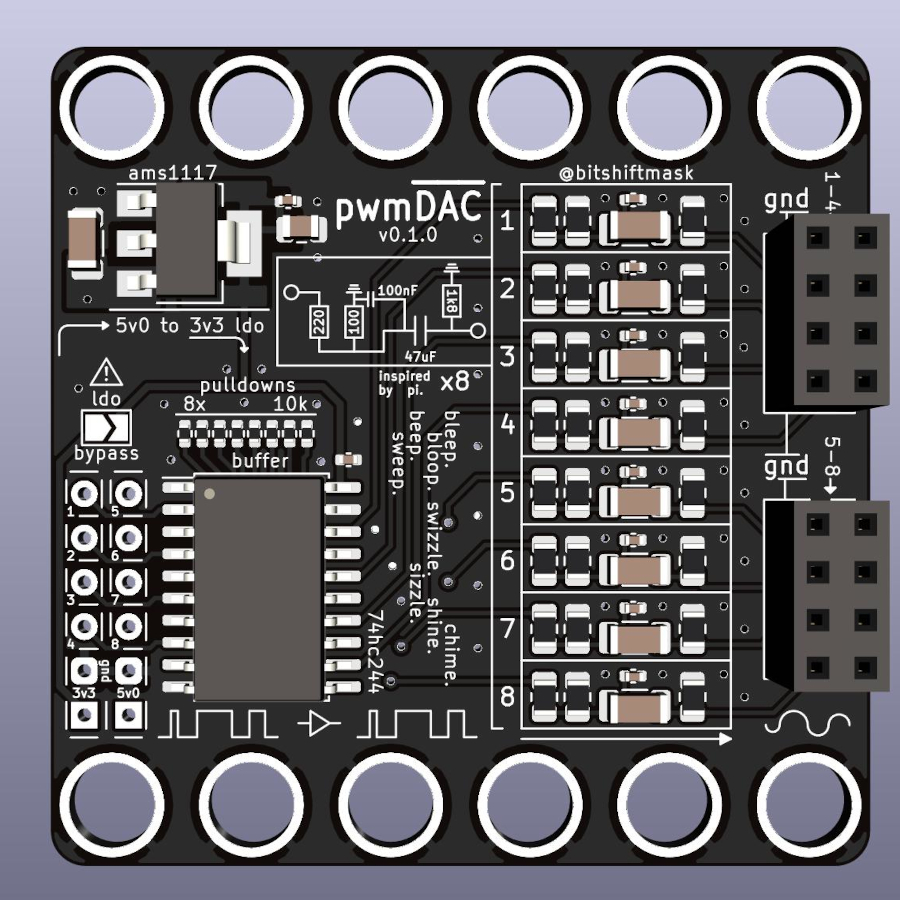 ams1117
@bitshiftmask
pwmDAC
v0.1.0
gnd
1-4
1
2
3
4
5
6
7
8
100nF
220
100
1k8
47uF
inspired
by pi.
x8
5v0 to 3v3 ldo
ldo
bypass
pulldowns
8x 10k
buffer
bleep.
bloop. swizzle. shine.
beep. sizzle. chime.
sweep.
5-8
gnd
1 5
2 6
3 7
4 8
gnd
3v3 5v0
74hc244